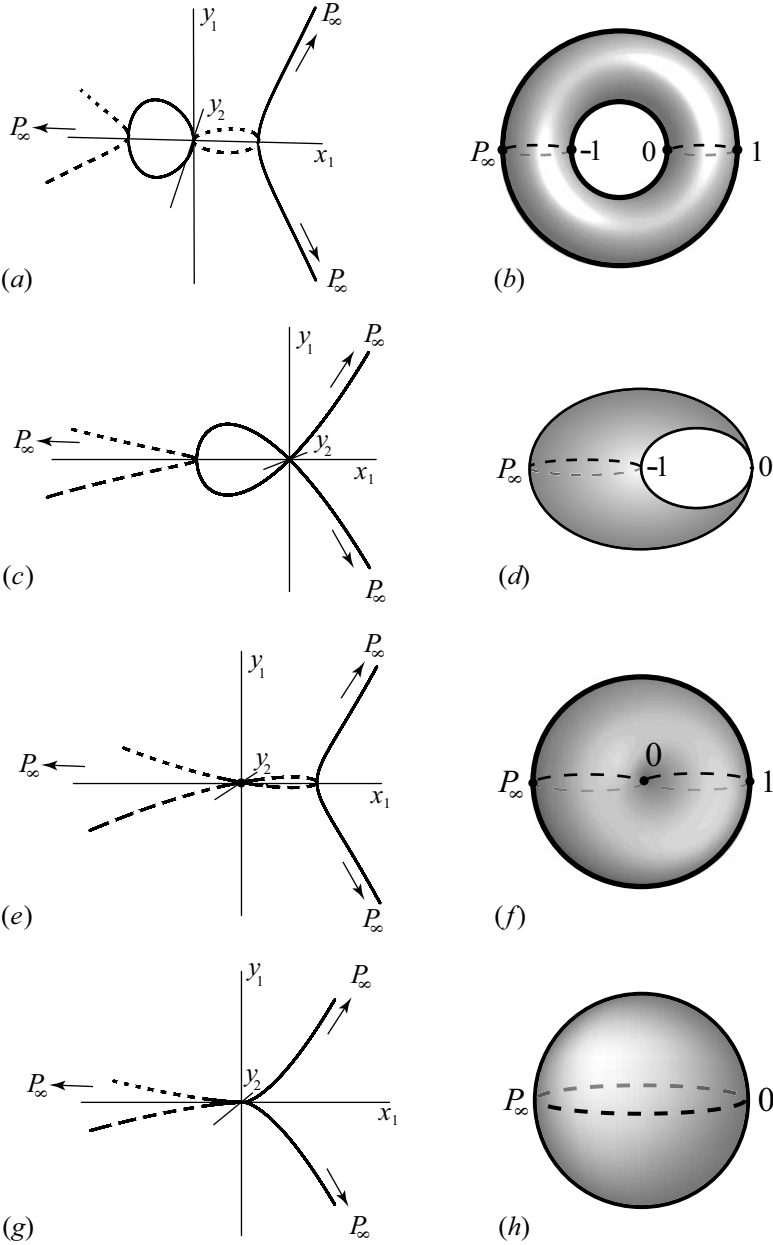 y₁
P∞
y₂
P∞
x₁
P∞
(a)
P∞
-1
0
1
(b)
y₁
P∞
y₂
P∞
x₁
P∞
(c)
P∞
-1
0
(d)
y₁
P∞
y₂
P∞
x₁
P∞
(e)
0
P∞
1
(f)
y₁
P∞
y₂
P∞
x₁
P∞
(g)
P∞
0
(h)